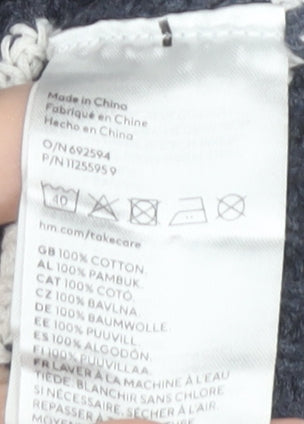 Made in China
Fabriqué en Chine
Hecho en China
O/N 692594
P/N 11255959
40
hm.com/takecare
GB 100% COTTON.
AL 100% PAMBUK.
CAT 100% COTÓ.
CZ 100% BAVLNA.
DE 100% BAUMWOLLE.
EE 100% PUUVILL.
ES 100% ALGODÓN.
FI 100% PUUVILLAA.
FR LAVER À LA MACHINE À L'EAU
TIÈDE. BLANCHIR SANS CHLORE
SI NÉCESSAIRE. SÉCHER À L'AIR.
REPASSER À